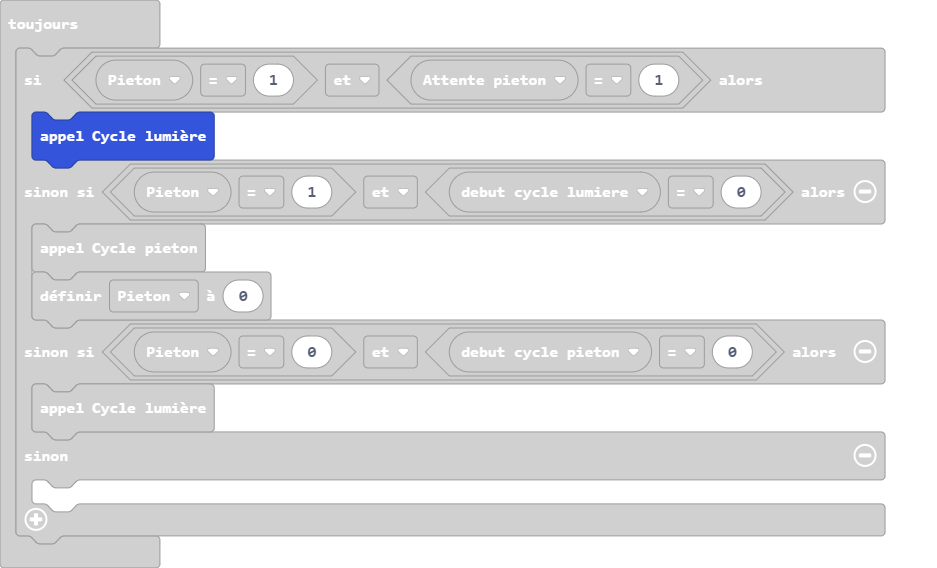 toujours
si Pieton = 1 et Attente pieton = 1 alors
appel Cycle lumière
sinon si Pieton = 1 et debut cycle lumiere = 0 alors
appel Cycle pieton
définir Pieton à 0
sinon si Pieton = 0 et debut cycle pieton = 0 alors
appel Cycle lumière
sinon